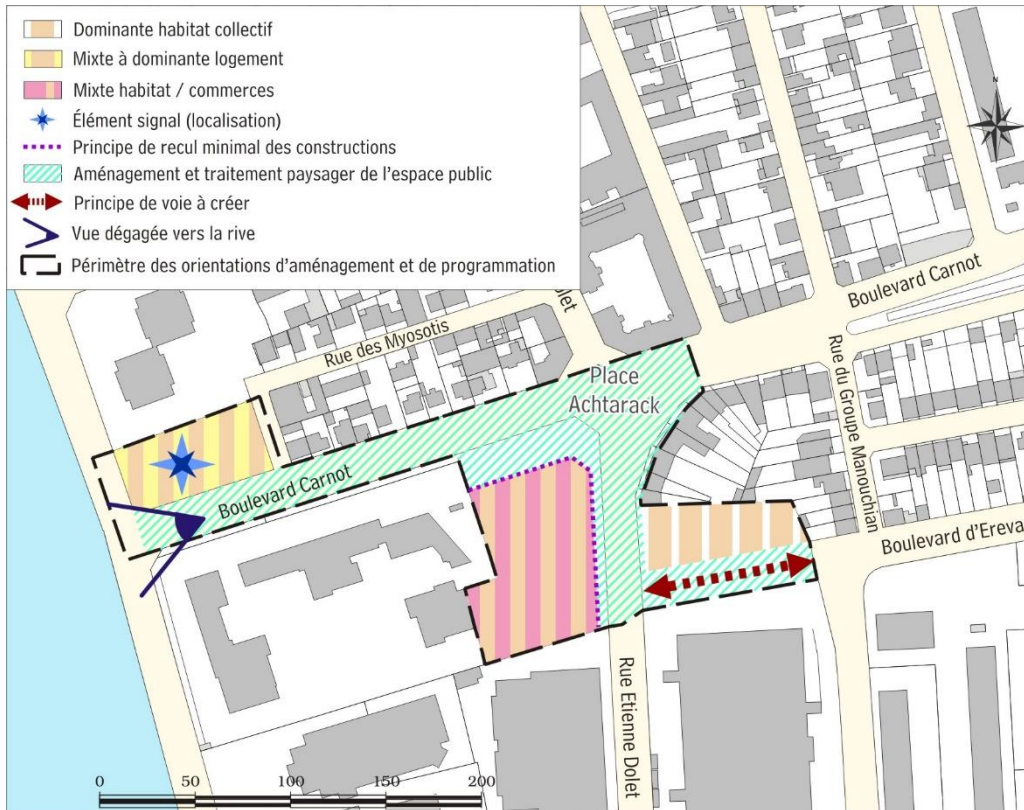 Dominante habitat collectif
Mixte à dominante logement
Mixte habitat / commerces
Élément signal (localisation)
Principe de recul minimal des constructions
Aménagement et traitement paysager de l'espace public
Principe de voie à créer
Vue dégagée vers la rive
Périmètre des orientations d'aménagement et de programmation
N
Boulevard Carnot
olet
Rue des Myosotis
Place
Achtarack
Rue du Groupe Manouchian
Boulevard Carnot
Boulevard d'Ereva
Rue Etienne Dolet
0 50 100 150 200